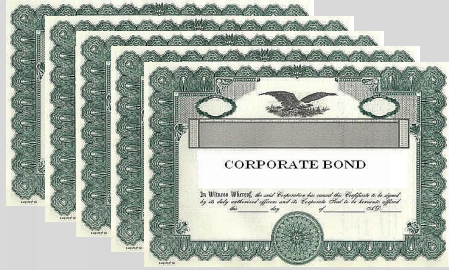 CORPORATE BOND
In Witness Whereof, the said Corporation has caused this Certificate to be signed
by its duly authorized officers and its Corporate Seal to be hereunto affixed
this day of A.D.